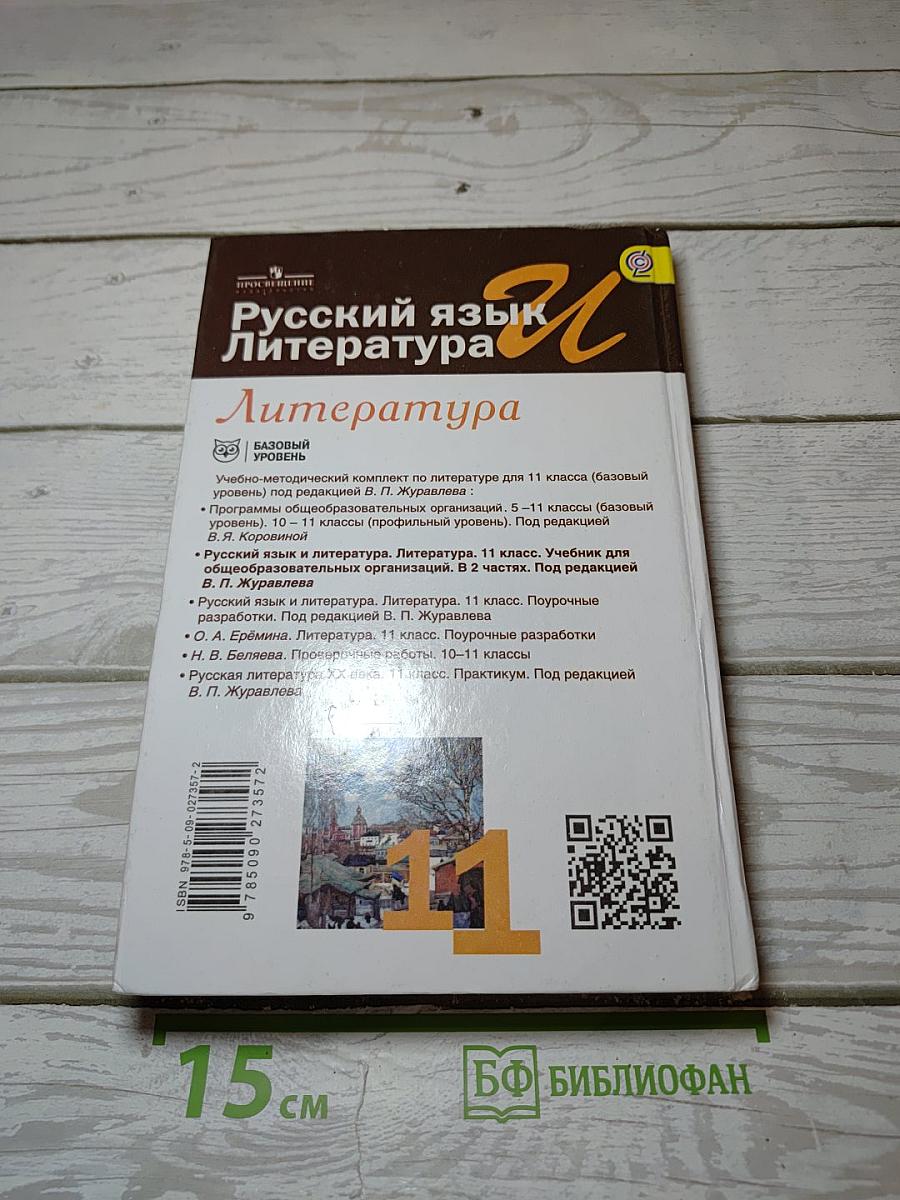 ПРОСВЕЩЕНИЕ
ИЗДАТЕЛЬСТВО
Русский язык
И
Литература
Литература
БАЗОВЫЙ
УРОВЕНЬ
Учебно-методический комплект по литературе для 11 класса (базовый
уровень) под редакцией В. П. Журавлева :
• Программы общеобразовательных организаций. 5 –11 классы (базовый
уровень). 10 – 11 классы (профильный уровень). Под редакцией
В. Я. Коровиной
• Русский язык и литература. Литература. 11 класс. Учебник для
общеобразовательных организаций. В 2 частях. Под редакцией
В. П. Журавлева
• Русский язык и литература. Литература. 11 класс. Поурочные
разработки. Под редакцией В. П. Журавлева
• О. А. Ерёмина. Литература. 11 класс. Поурочные разработки
• Н. В. Беляева. Проверочные работы. 10–11 классы
• Русская литература XX века. 11 класс. Практикум. Под редакцией
В. П. Журавлева
ISBN 978-5-09-027357-2
9 785090 273572
11
15 см
БФ БИБЛИОФАН